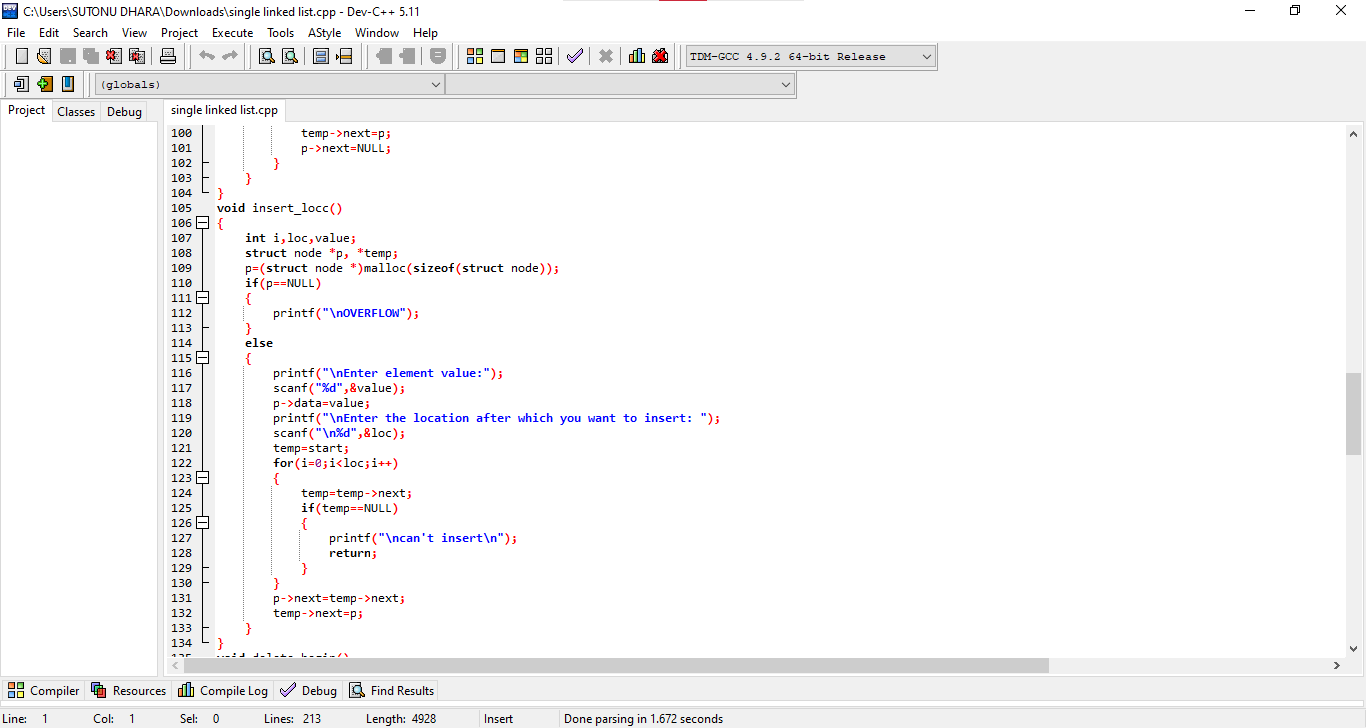 C:\Users\SUTONU DHARA\Downloads\single linked list.cpp - Dev-C++ 5.11
File Edit Search View Project Execute Tools AStyle Window Help
TDM-GCC 4.9.2 64-bit Release
(globals)
Project Classes Debug single linked list.cpp
100 temp->next=p;
101 p->next=NULL;
102 }
103 }
104 }
105 void insert_locc()
106 {
107 int i,loc,value;
108 struct node *p, *temp;
109 p=(struct node *)malloc(sizeof(struct node));
110 if(p==NULL)
111 {
112 printf("\nOVERFLOW");
113 }
114 else
115 {
116 printf("\nEnter element value:");
117 scanf("%d",&value);
118 p->data=value;
119 printf("\nEnter the location after which you want to insert: ");
120 scanf("\n%d",&loc);
121 temp=start;
122 for(i=0;i<loc;i++)
123 {
124 temp=temp->next;
125 if(temp==NULL)
126 {
127 printf("\ncan't insert\n");
128 return;
129 }
130 }
131 p->next=temp->next;
132 temp->next=p;
133 }
134 }
135 void delete_begin()
Compiler Resources Compile Log Debug Find Results
Line: 1 Col: 1 Sel: 0 Lines: 213 Length: 4928 Insert Done parsing in 1.672 seconds